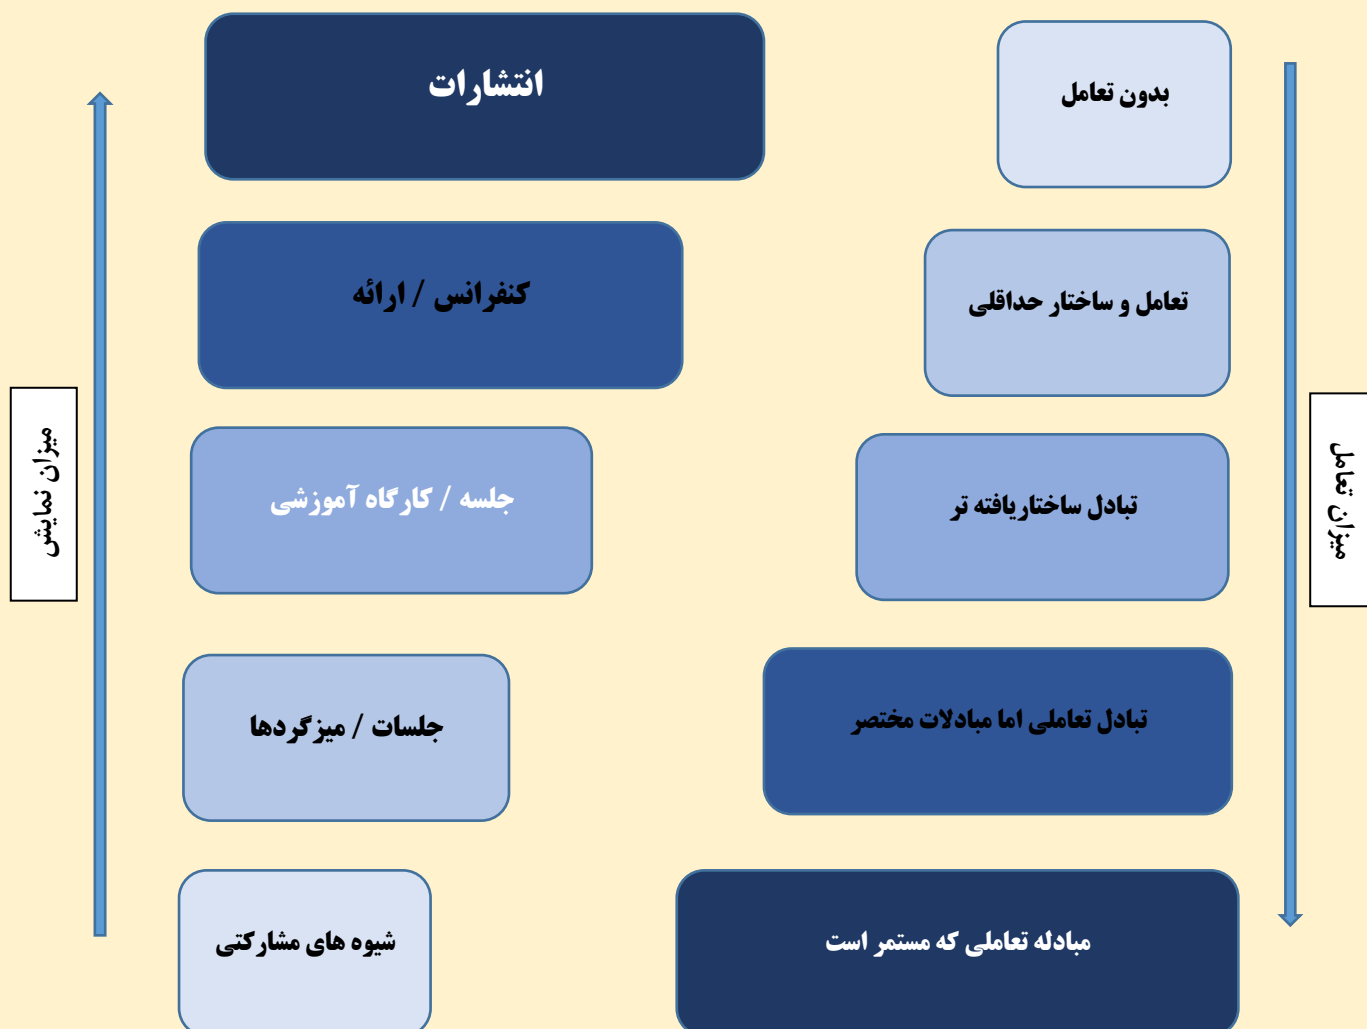 انتشارات
بدون تعامل
کنفرانس / ارائه
تعامل و ساختار حداقلی
جلسه / کارگاه آموزشی
تبادل ساختاریافته تر
جلسات / میزگردها
تبادل تعاملی اما مبادلات مختصر
شیوه های مشارکتی
مبادله تعاملی که مستمر است
میزان نمایش
میزان تعامل